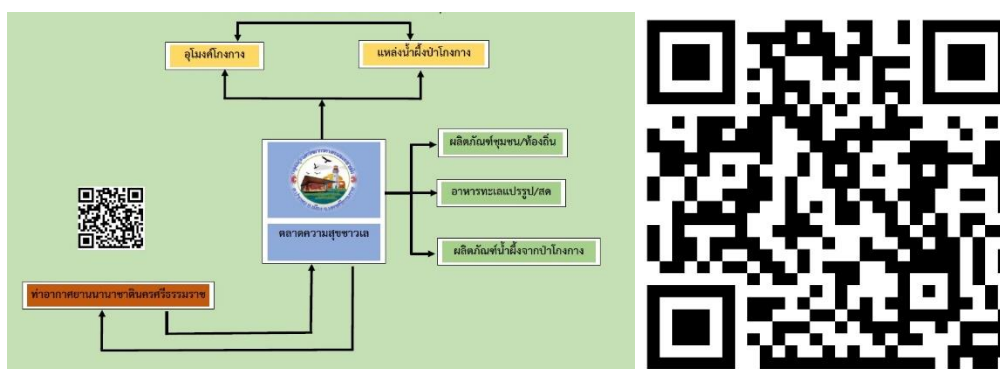 อุโมงค์โกงกาง
แหล่งน้ำผึ้งป่าโกงกาง
ผลิตภัณฑ์ชุมชน/ท้องถิ่น
อาหารทะเลแปรรูป/สด
ตลาดความสุขชาวเล
ผลิตภัณฑ์น้ำผึ้งจากป่าโกงกาง
ท่าอากาศยานนานาชาตินครศรีธรรมราช